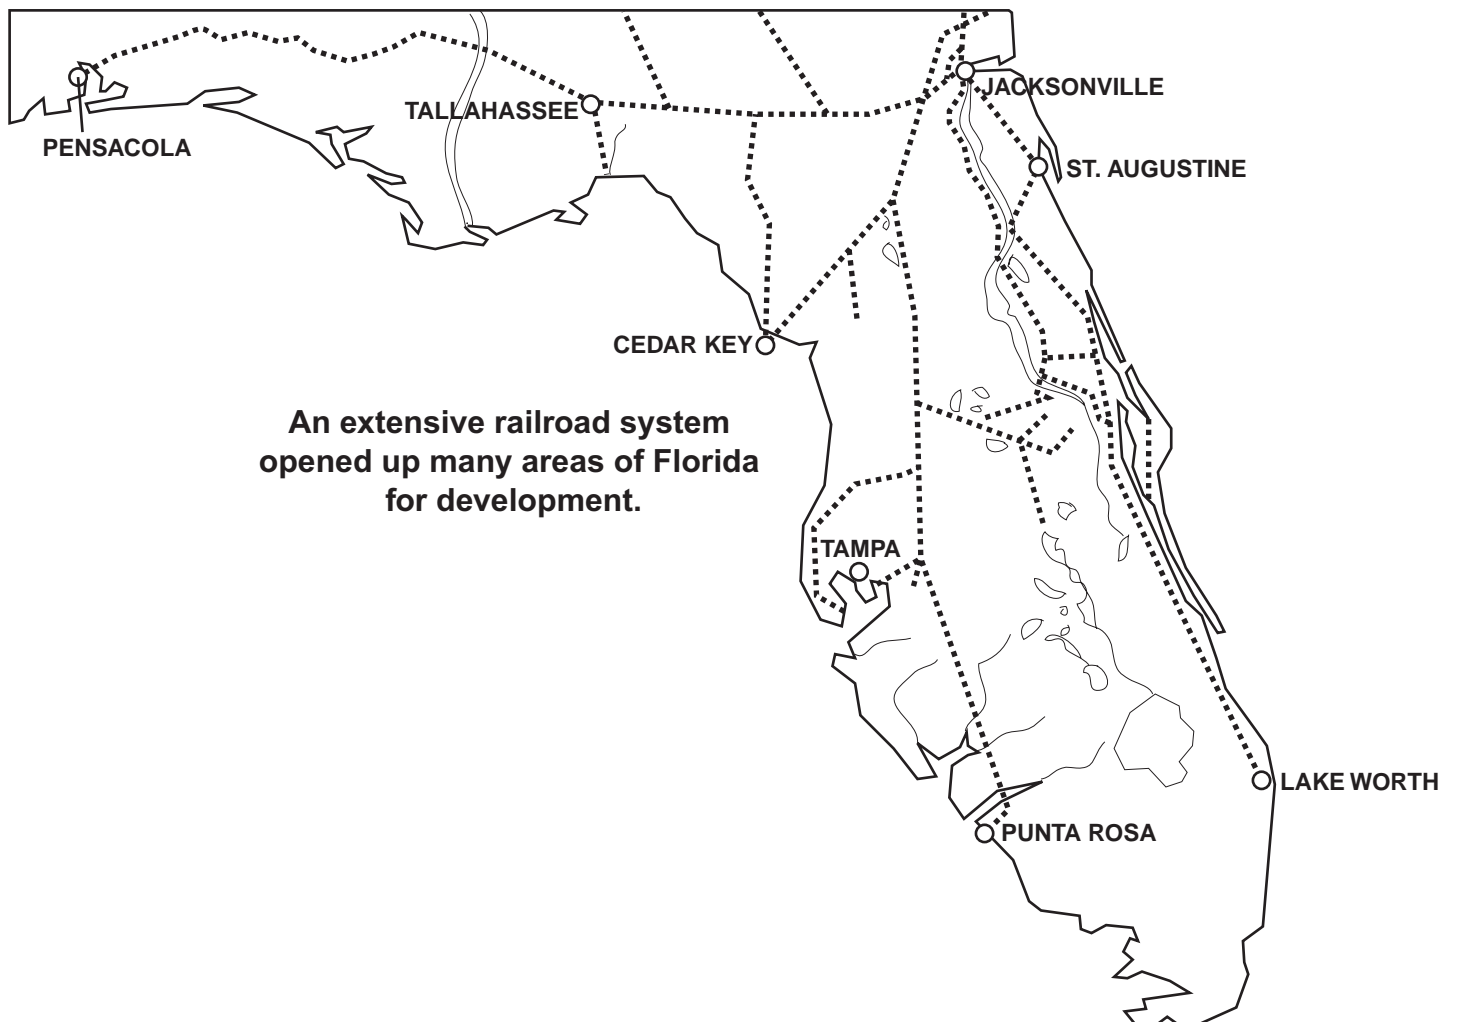 JACKSONVILLE
TALLAHASSEE
PENSACOLA
ST. AUGUSTINE
CEDAR KEY
An extensive railroad system
opened up many areas of Florida
for development.
TAMPA
LAKE WORTH
PUNTA ROSA